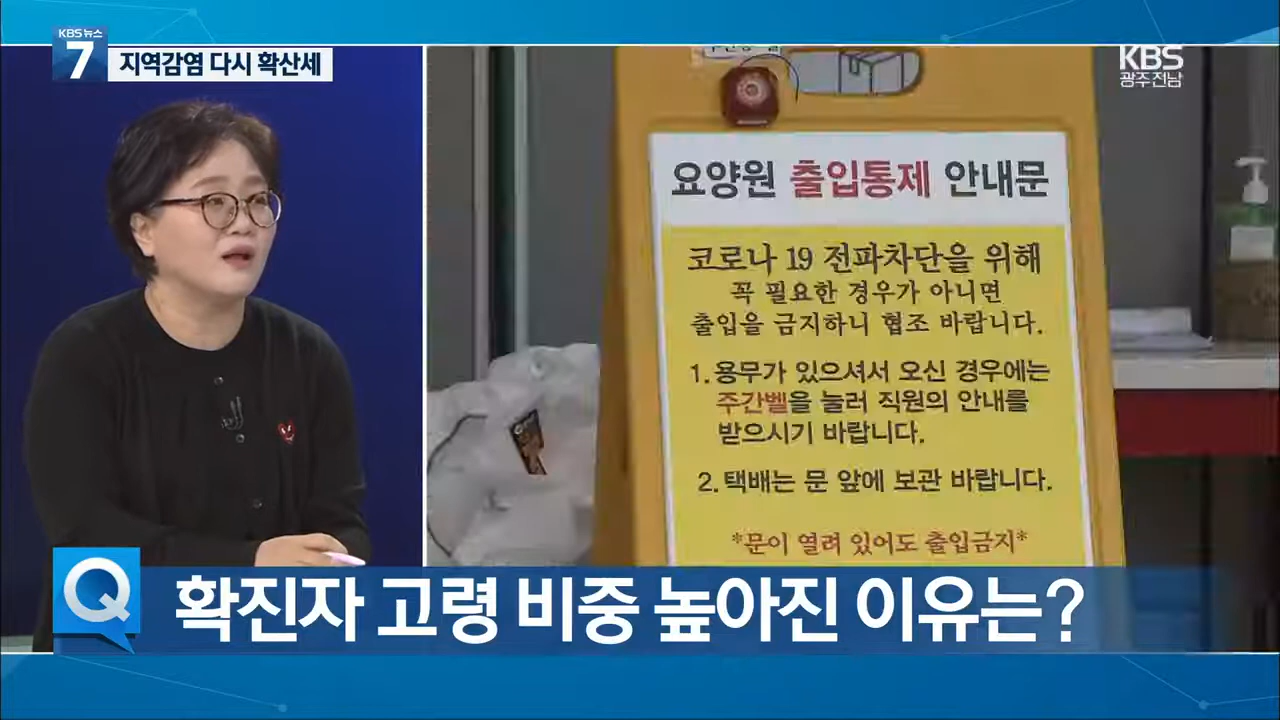 KBS 뉴스
7
지역감염 다시 확산세
KBS
광주전남
요양원 출입통제 안내문
코로나 19 전파차단을 위해
꼭 필요한 경우가 아니면
출입을 금지하니 협조 바랍니다.
1. 용무가 있으셔서 오신 경우에는
주간벨을 눌러 직원의 안내를
받으시기 바랍니다.
2. 택배는 문 앞에 보관 바랍니다.
*문이 열려 있어도 출입금지*
Q
확진자 고령 비중 높아진 이유는?